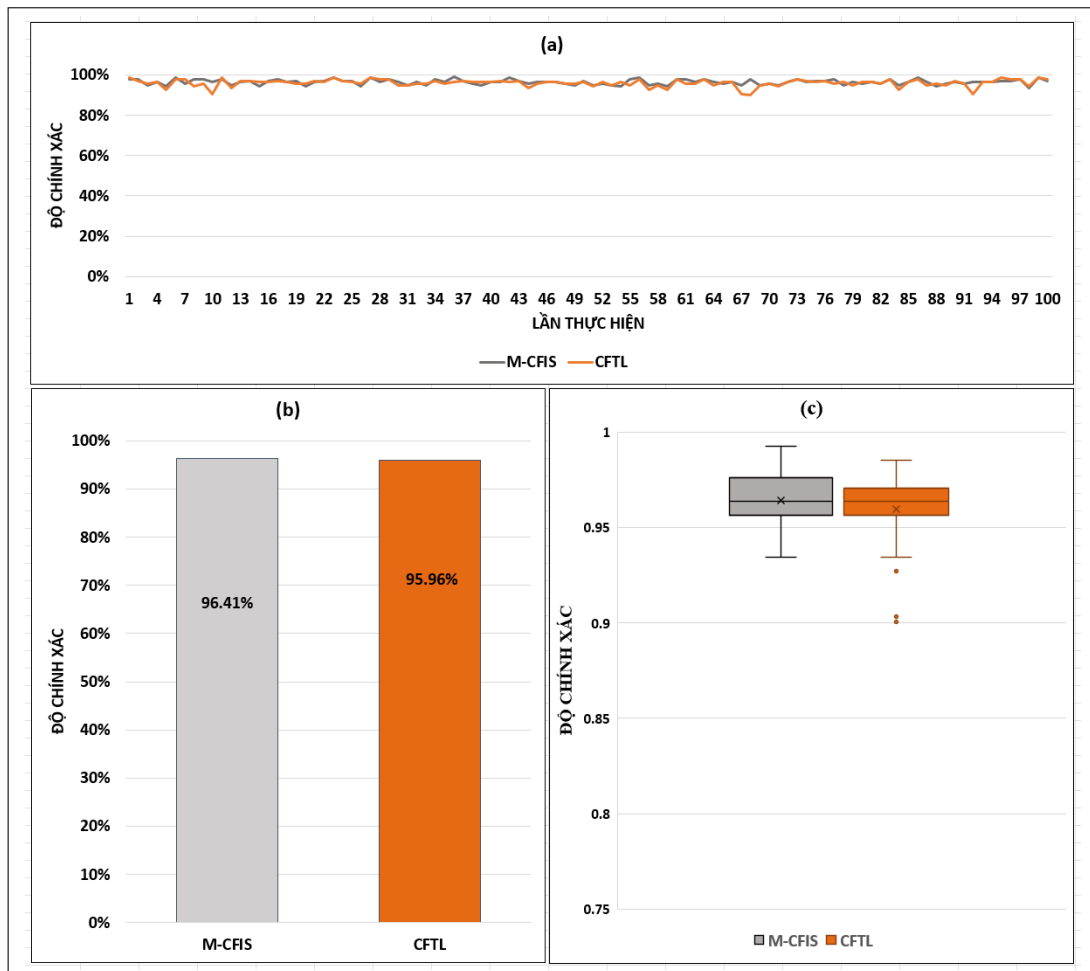 (a)
100%
80%
60%
40%
20%
0%
ĐỘ CHÍNH XÁC
1 4 7 10 13 16 19 22 25 28 31 34 37 40 43 46 49 52 55 58 61 64 67 70 73 76 79 82 85 88 91 94 97 100
LẦN THỰC HIỆN
M-CFIS CFTL
(b)
100%
90%
80%
70%
60%
50%
40%
30%
20%
10%
0%
ĐỘ CHÍNH XÁC
96.41%
95.96%
M-CFIS CFTL
(c)
1
0.95
0.9
0.85
0.8
0.75
ĐỘ CHÍNH XÁC
M-CFIS CFTL